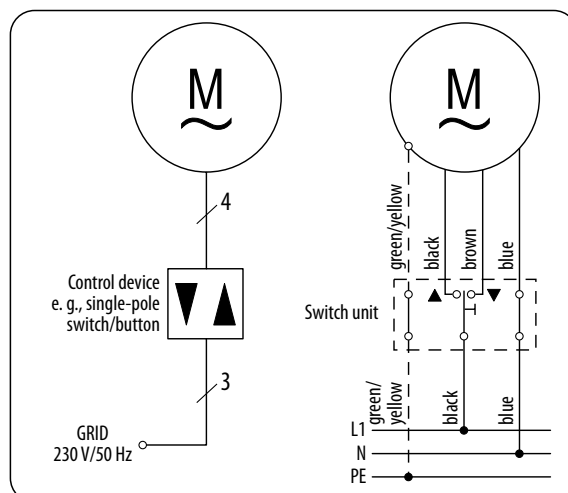 M
~
4
Control device
e. g., single-pole
switch/button
3
GRID
230 V/50 Hz
M
~
green/yellow
black
brown
blue
Switch unit
green/
yellow
black
blue
L1
N
PE